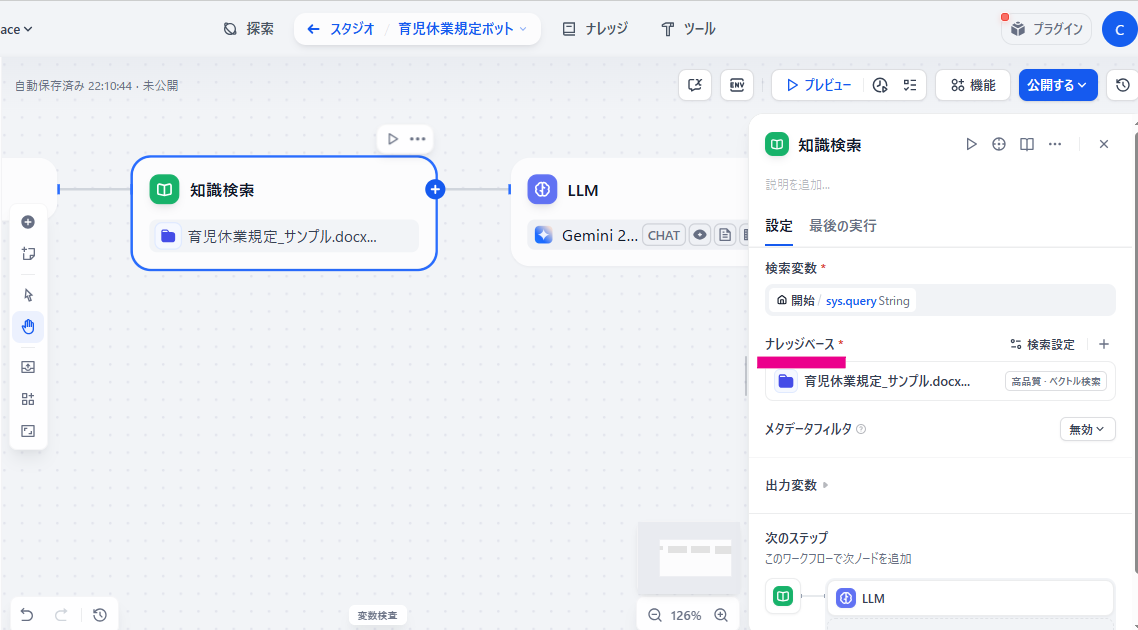 ace
探索
スタジオ / 育児休業規定ボット
ナレッジ
ツール
プラグイン
C
自動保存済み 22:10:44 · 未公開
ENV
プレビュー
機能
公開する
知識検索
育児休業規定_サンプル.docx...
LLM
Gemini 2...
CHAT
知識検索
説明を追加...
設定
最後の実行
検索変数 *
開始 / sys.query String
ナレッジベース *
検索設定
育児休業規定_サンプル.docx...
高品質 · ベクトル検索
メタデータフィルタ
無効
出力変数
次のステップ
このワークフローで次ノードを追加
LLM
変数検査
126%